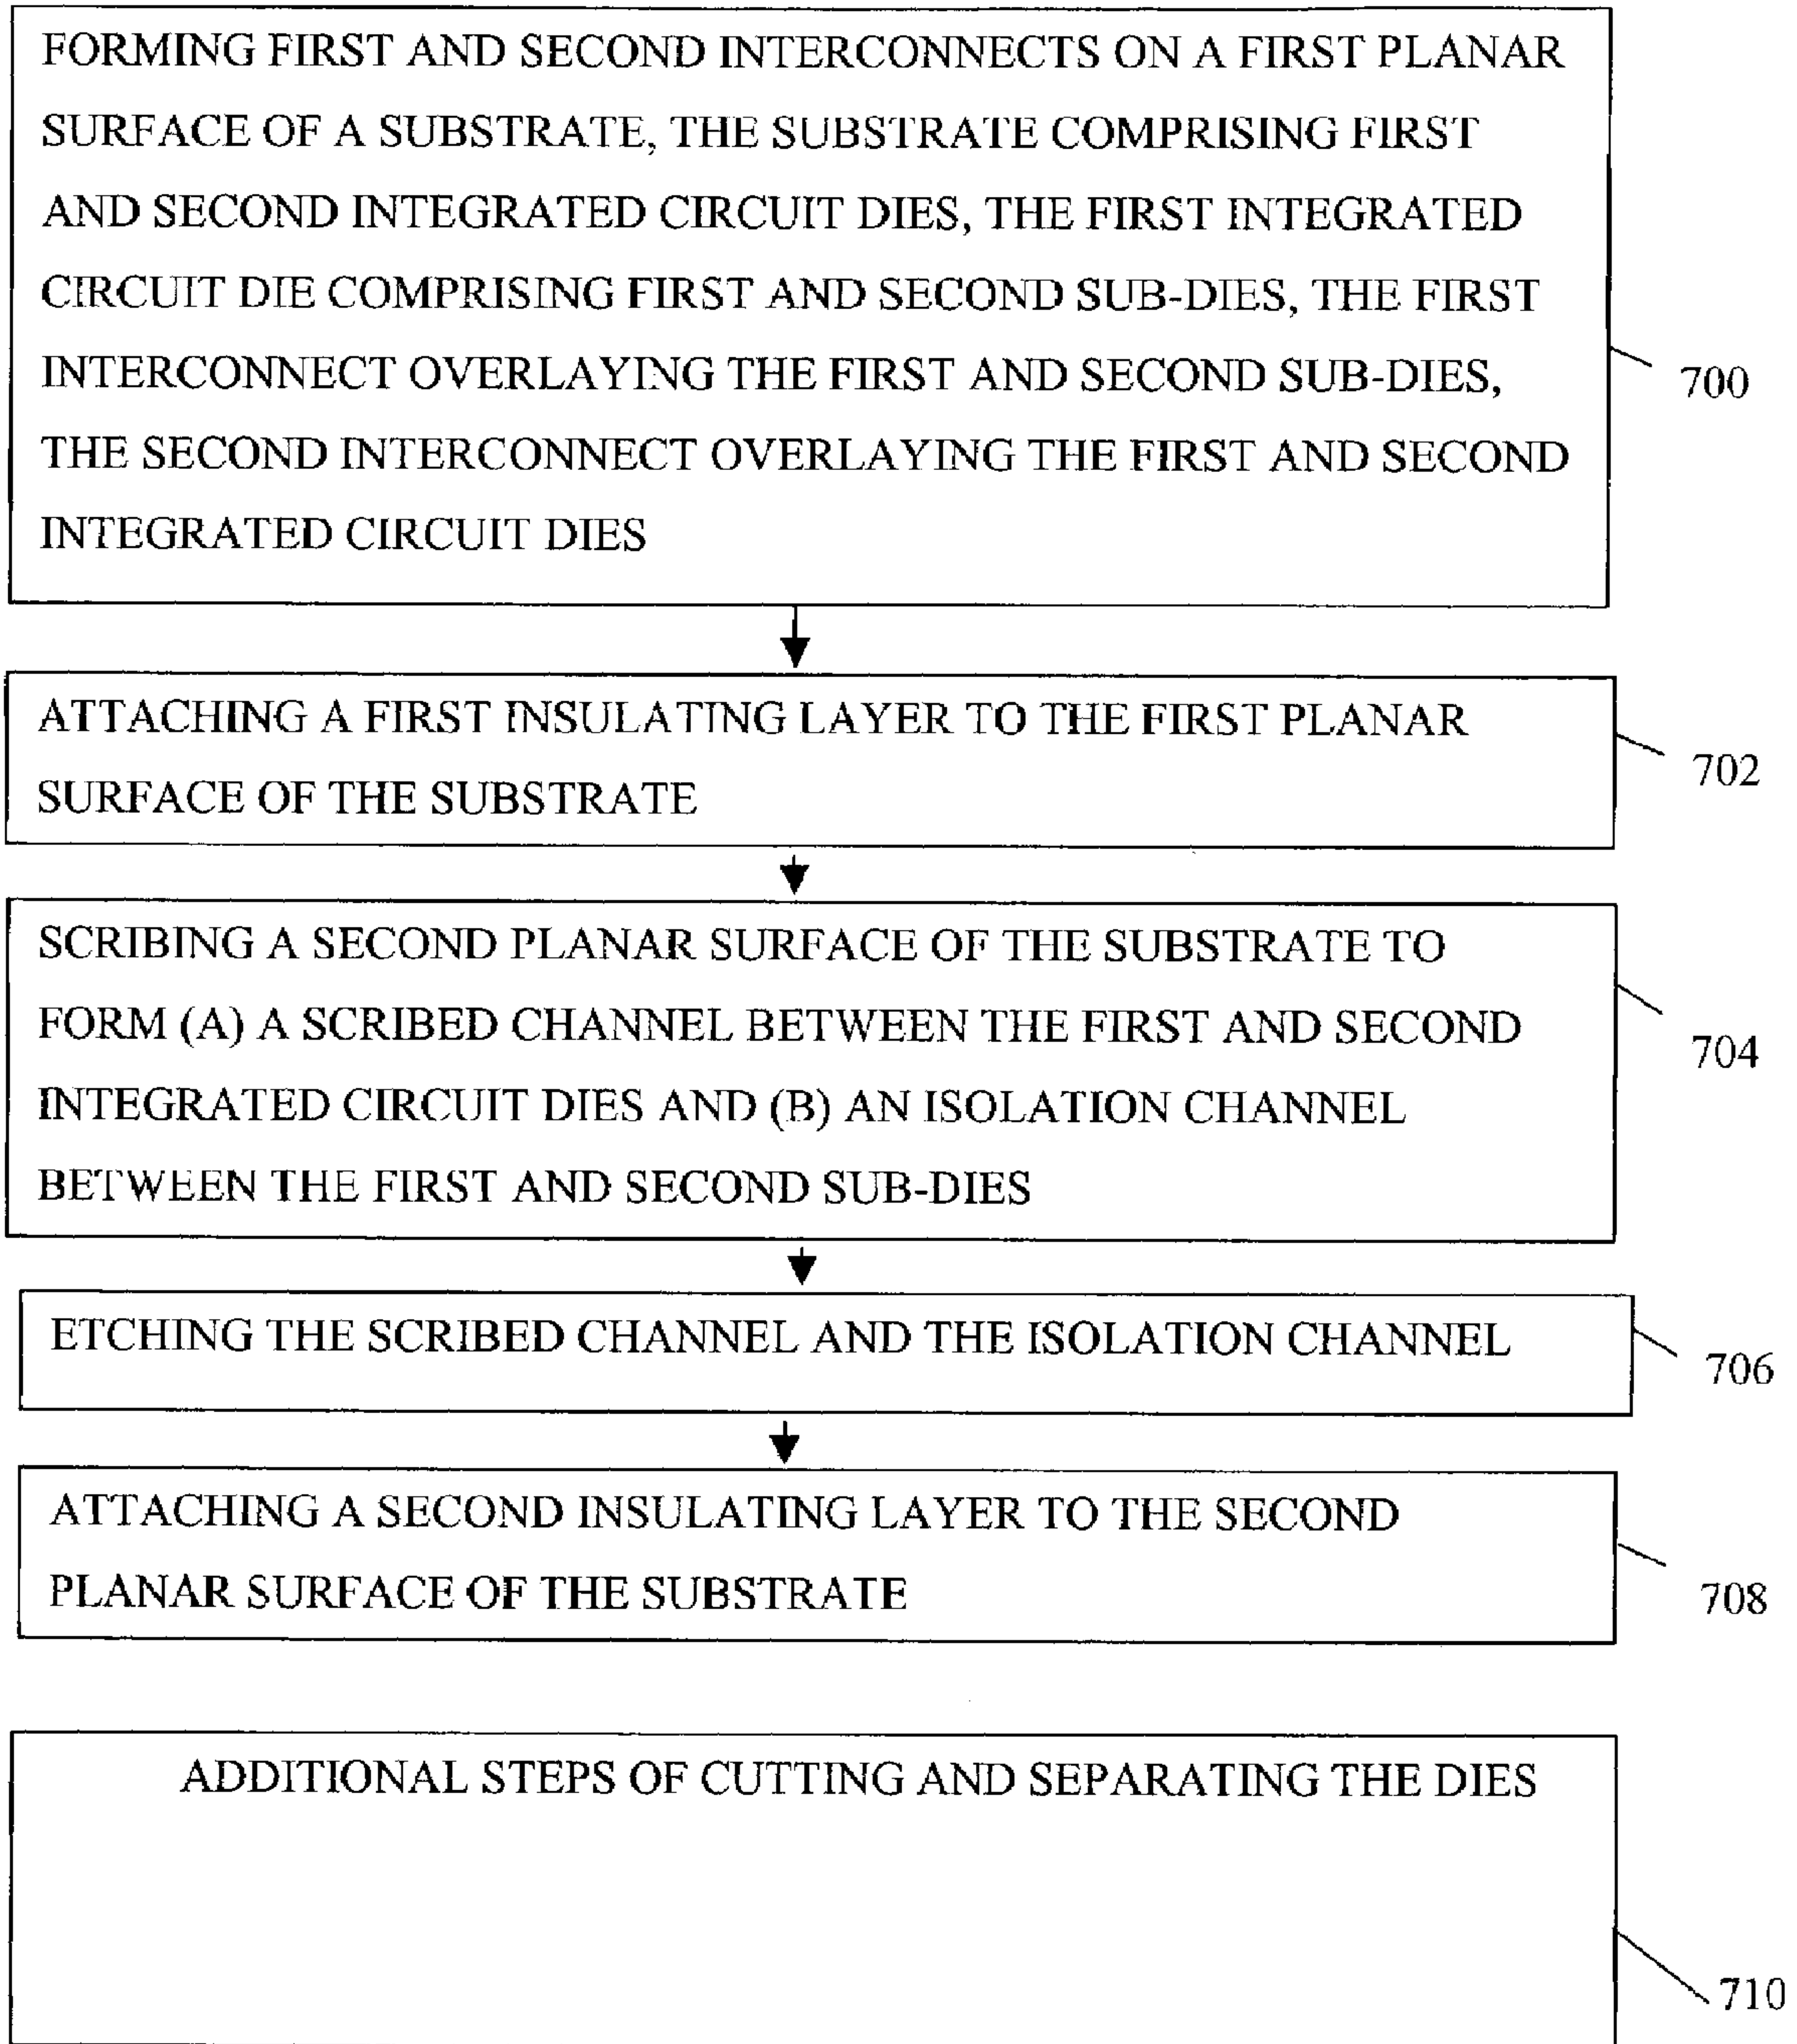 FORMING FIRST AND SECOND INTERCONNECTS ON A FIRST PLANAR
SURFACE OF A SUBSTRATE, THE SUBSTRATE COMPRISING FIRST
AND SECOND INTEGRATED CIRCUIT DIES, THE FIRST INTEGRATED
CIRCUIT DIE COMPRISING FIRST AND SECOND SUB-DIES, THE FIRST
INTERCONNECT OVERLAYING THE FIRST AND SECOND SUB-DIES,
THE SECOND INTERCONNECT OVERLAYING THE FIRST AND SECOND
INTEGRATED CIRCUIT DIES
700
ATTACHING A FIRST INSULATING LAYER TO THE FIRST PLANAR
SURFACE OF THE SUBSTRATE
702
SCRIBING A SECOND PLANAR SURFACE OF THE SUBSTRATE TO
FORM (A) A SCRIBED CHANNEL BETWEEN THE FIRST AND SECOND
INTEGRATED CIRCUIT DIES AND (B) AN ISOLATION CHANNEL
BETWEEN THE FIRST AND SECOND SUB-DIES
704
ETCHING THE SCRIBED CHANNEL AND THE ISOLATION CHANNEL
706
ATTACHING A SECOND INSULATING LAYER TO THE SECOND
PLANAR SURFACE OF THE SUBSTRATE
708
ADDITIONAL STEPS OF CUTTING AND SEPARATING THE DIES
710